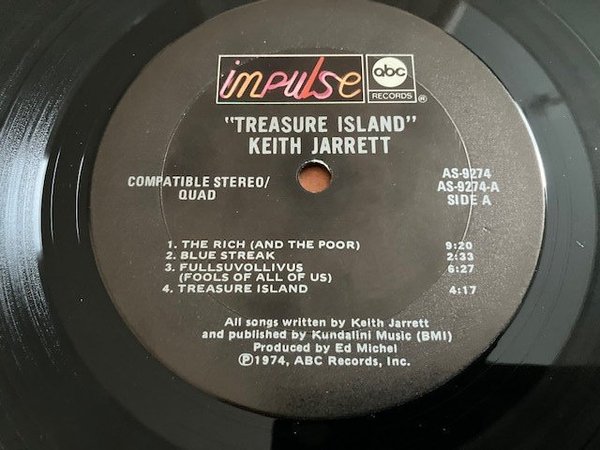 impulse
abc
RECORDS
®
"TREASURE ISLAND"
KEITH JARRETT
COMPATIBLE STEREO/
QUAD
AS-9274
AS-9274-A
SIDE A
1. THE RICH (AND THE POOR) 9:20
2. BLUE STREAK 2:33
3. FULLSUVOLLIVUS 6:27
(FOOLS OF ALL OF US)
4. TREASURE ISLAND 4:17
All songs written by Keith Jarrett
and published by Kundalini Music (BMI)
Produced by Ed Michel
℗1974, ABC Records, Inc.